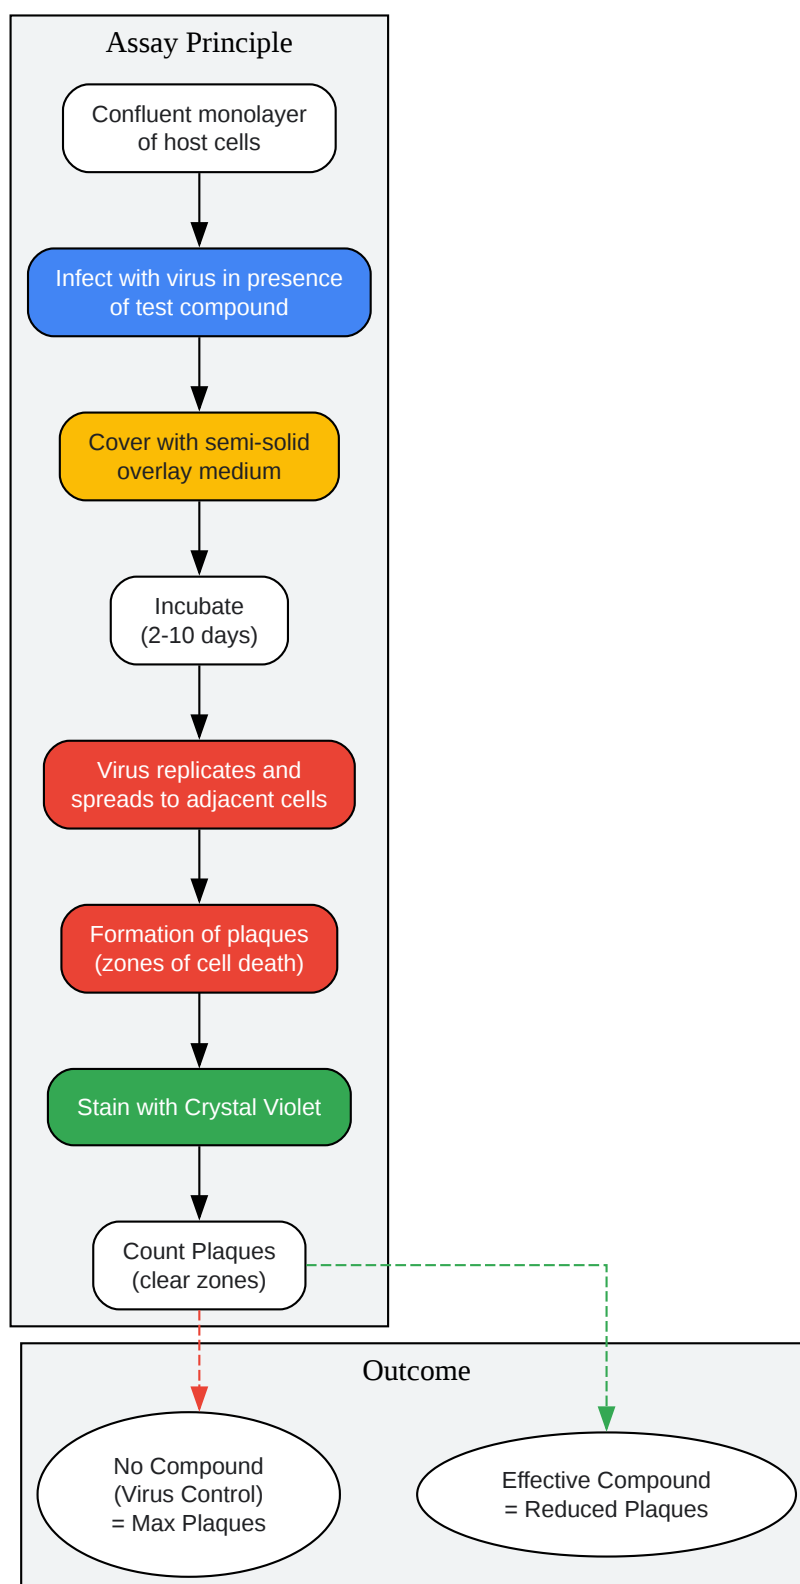 Assay Principle
Confluent monolayer
of host cells
Infect with virus in presence
of test compound
Cover with semi-solid
overlay medium
Incubate
(2-10 days)
Virus replicates and
spreads to adjacent cells
Formation of plaques
(zones of cell death)
Stain with Crystal Violet
Count Plaques
(clear zones)
Outcome
No Compound
(Virus Control)
= Max Plaques
Effective Compound
= Reduced Plaques